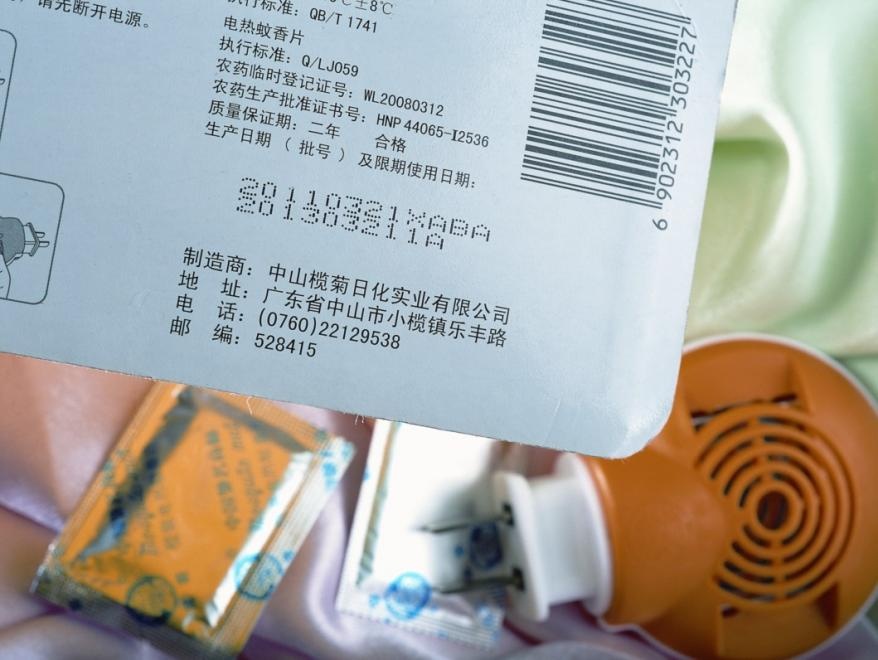 请先断开电源。
执行标准：QB/T 1741
电热蚊香片
执行标准：Q/LJ059
农药临时登记证号：WL20080312
农药生产批准证书号：HNP 44065-I2536
质量保证期：二年 合格
生产日期（批号）及限期使用日期：
20110321XABA
201303211A
制造商：中山榄菊日化实业有限公司
地 址：广东省中山市小榄镇乐丰路
电 话：(0760)22129538
邮 编：528415
6 902312 303227